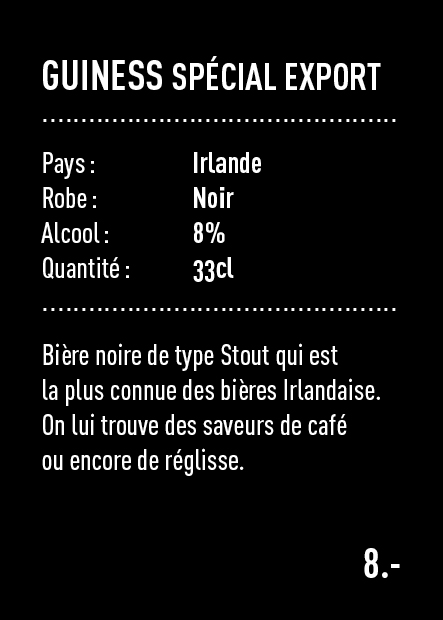 GUINESS SPÉCIAL EXPORT
Pays : Irlande
Robe : Noir
Alcool : 8%
Quantité : 33cl
Bière noire de type Stout qui est
la plus connue des bières Irlandaise.
On lui trouve des saveurs de café
ou encore de réglisse.
8.-